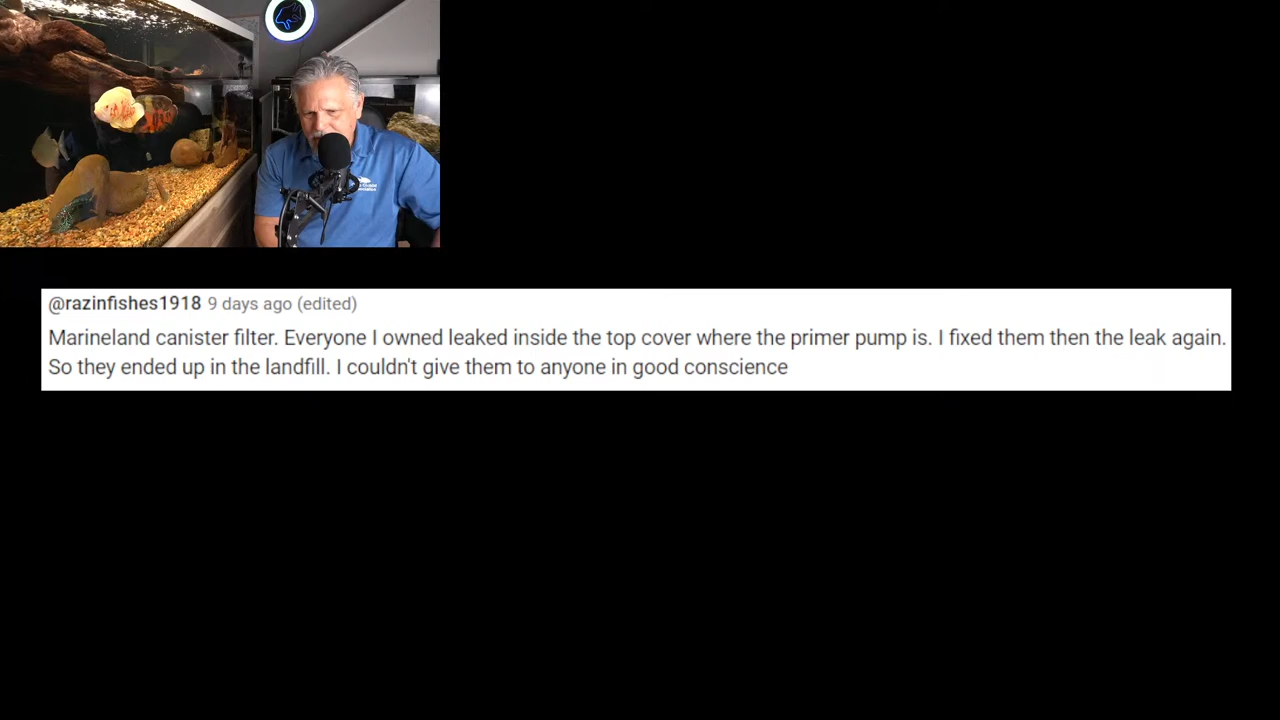 @razinfishes1918 9 days ago (edited)
Marineland canister filter. Everyone I owned leaked inside the top cover where the primer pump is. I fixed them then the leak again.
So they ended up in the landfill. I couldn't give them to anyone in good conscience